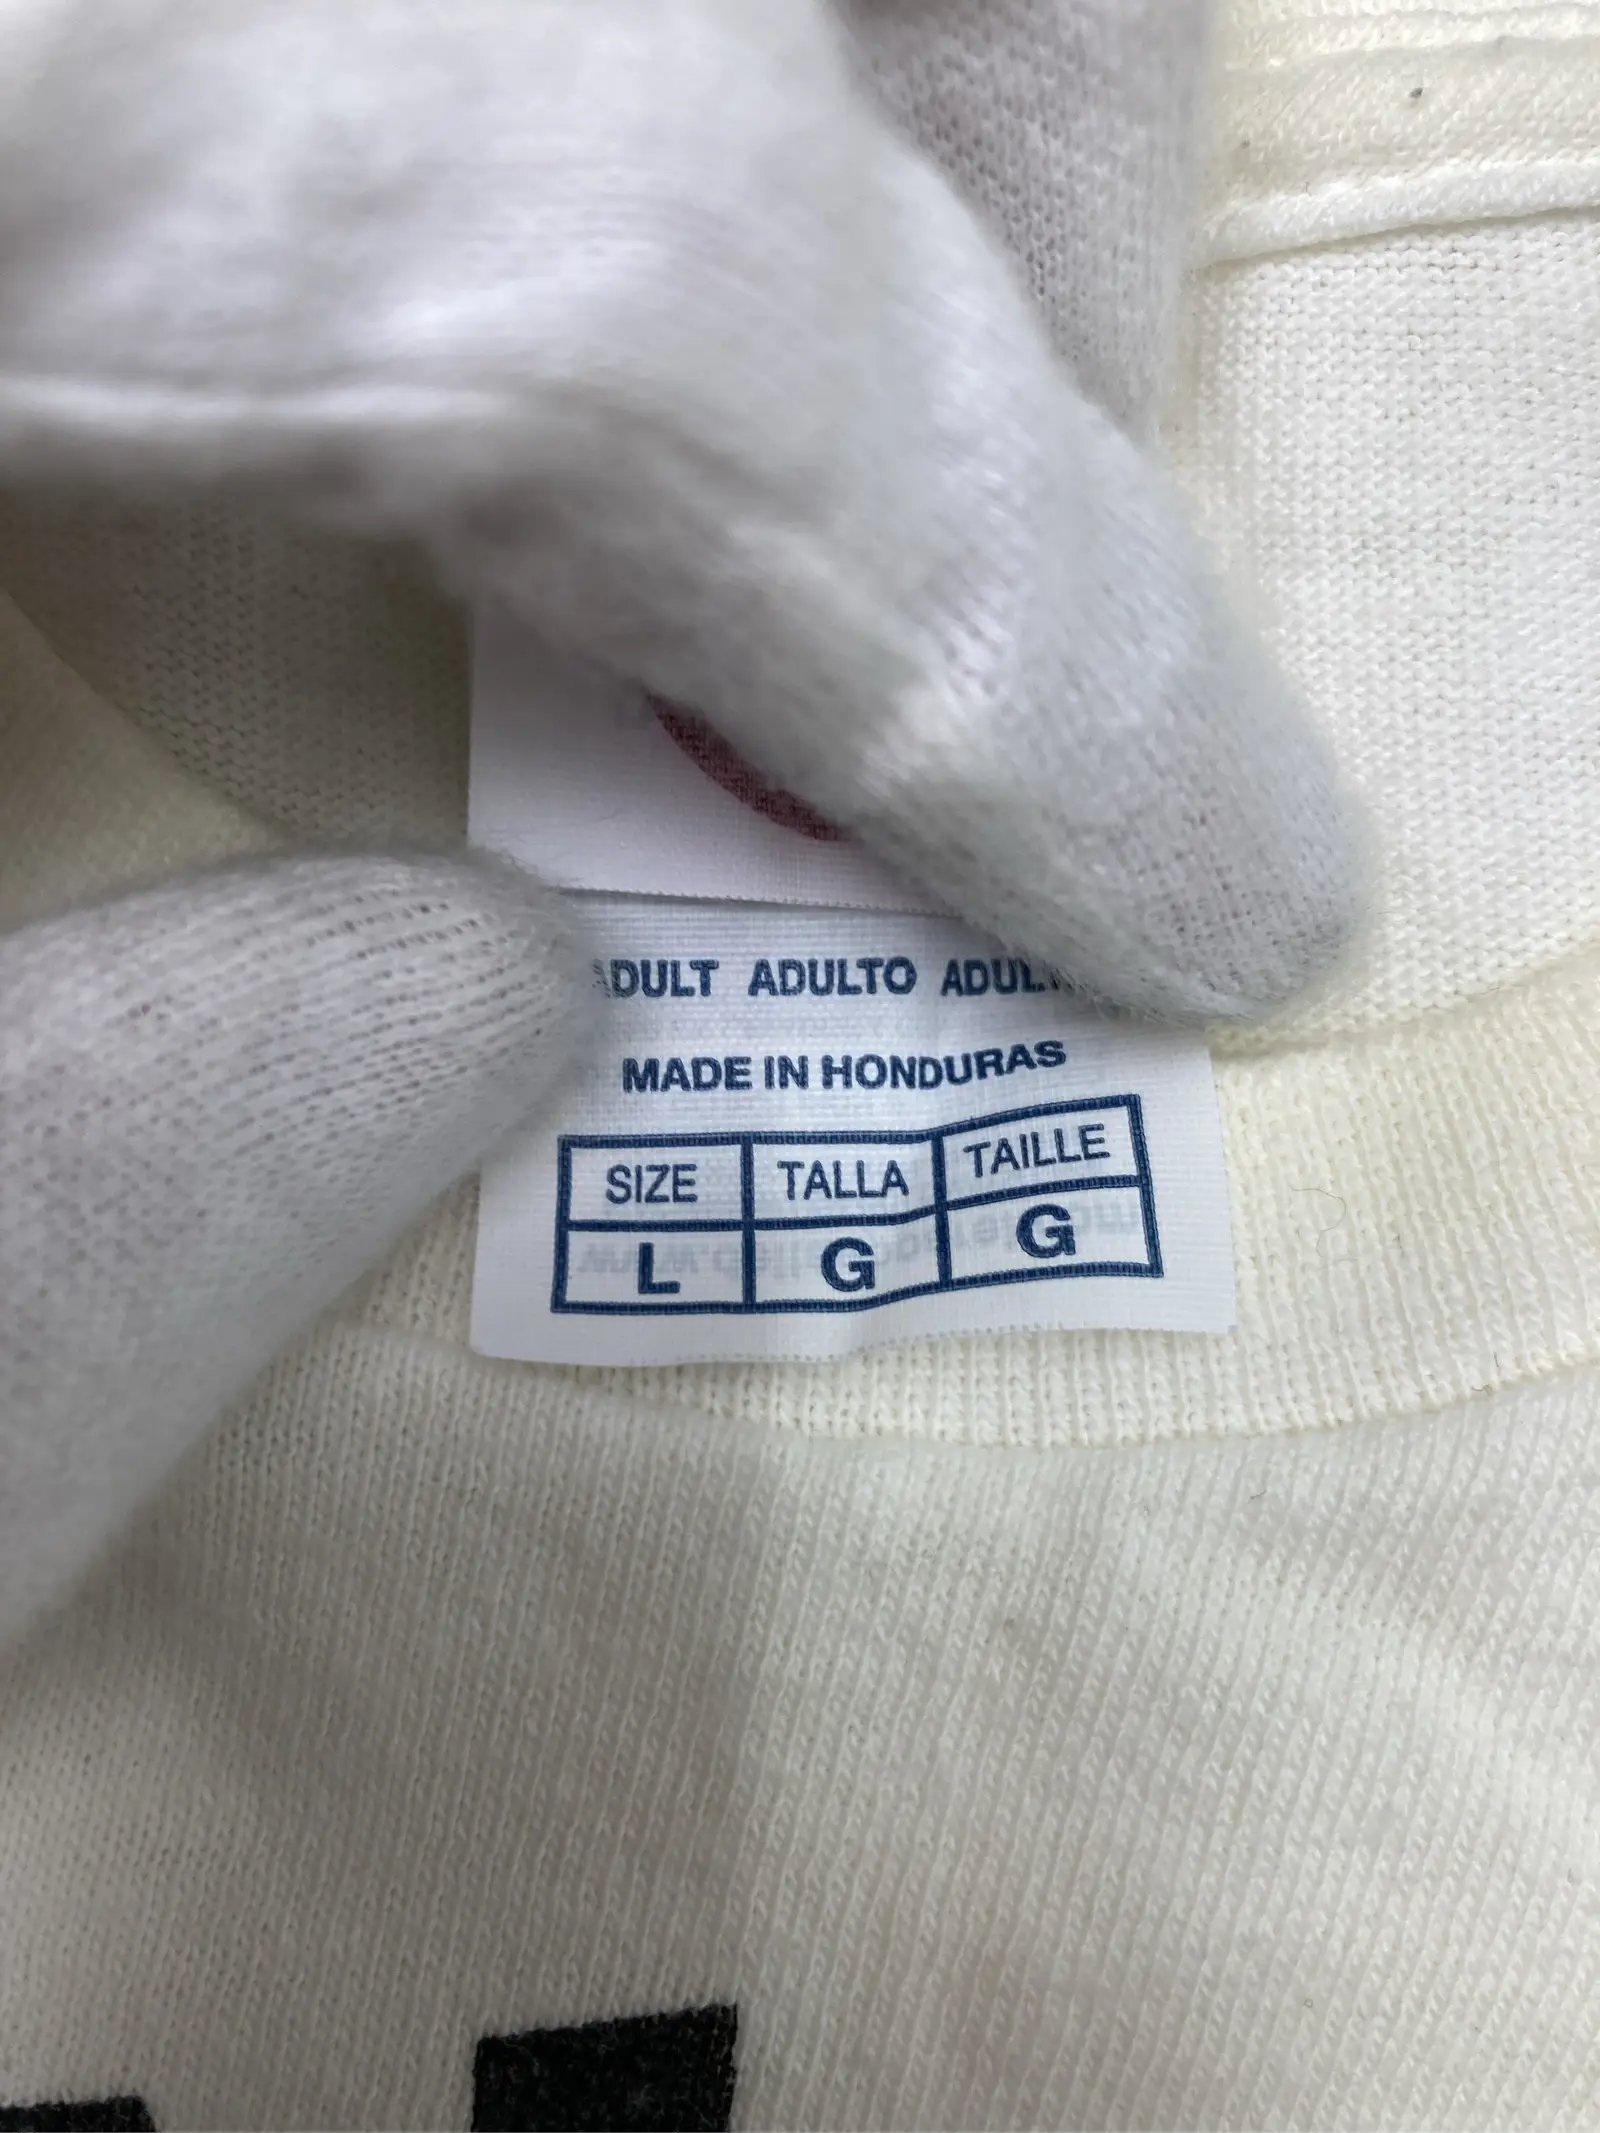 ADULT ADULTO
MADE IN HONDURAS
SIZE TALLA TAILLE
L G G